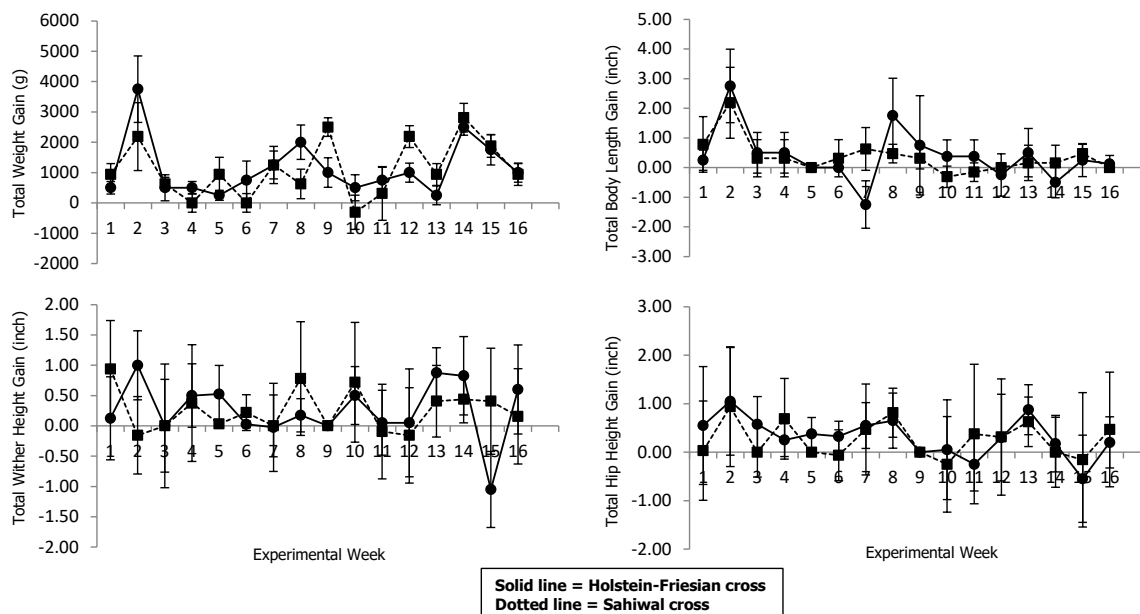 Total Weight Gain (g)
6000
5000
4000
3000
2000
1000
0
-1000
-2000
1 2 3 4 5 6 7 8 9 10 11 12 13 14 15 16
Total Body Length Gain (inch)
5.00
4.00
3.00
2.00
1.00
0.00
-1.00
-2.00
-3.00
1 2 3 4 5 6 7 8 9 10 11 12 13 14 15 16
Total Wither Height Gain (inch)
2.00
1.50
1.00
0.50
0.00
-0.50
-1.00
-1.50
-2.00
1 2 3 4 5 6 7 8 9 10 11 12 13 14 15 16
Experimental Week
Total Hip Height Gain (inch)
3.00
2.00
1.00
0.00
-1.00
-2.00
1 2 3 4 5 6 7 8 9 10 11 12 13 14 15 16
Experimental Week
Solid line = Holstein-Friesian cross
Dotted line = Sahiwal cross